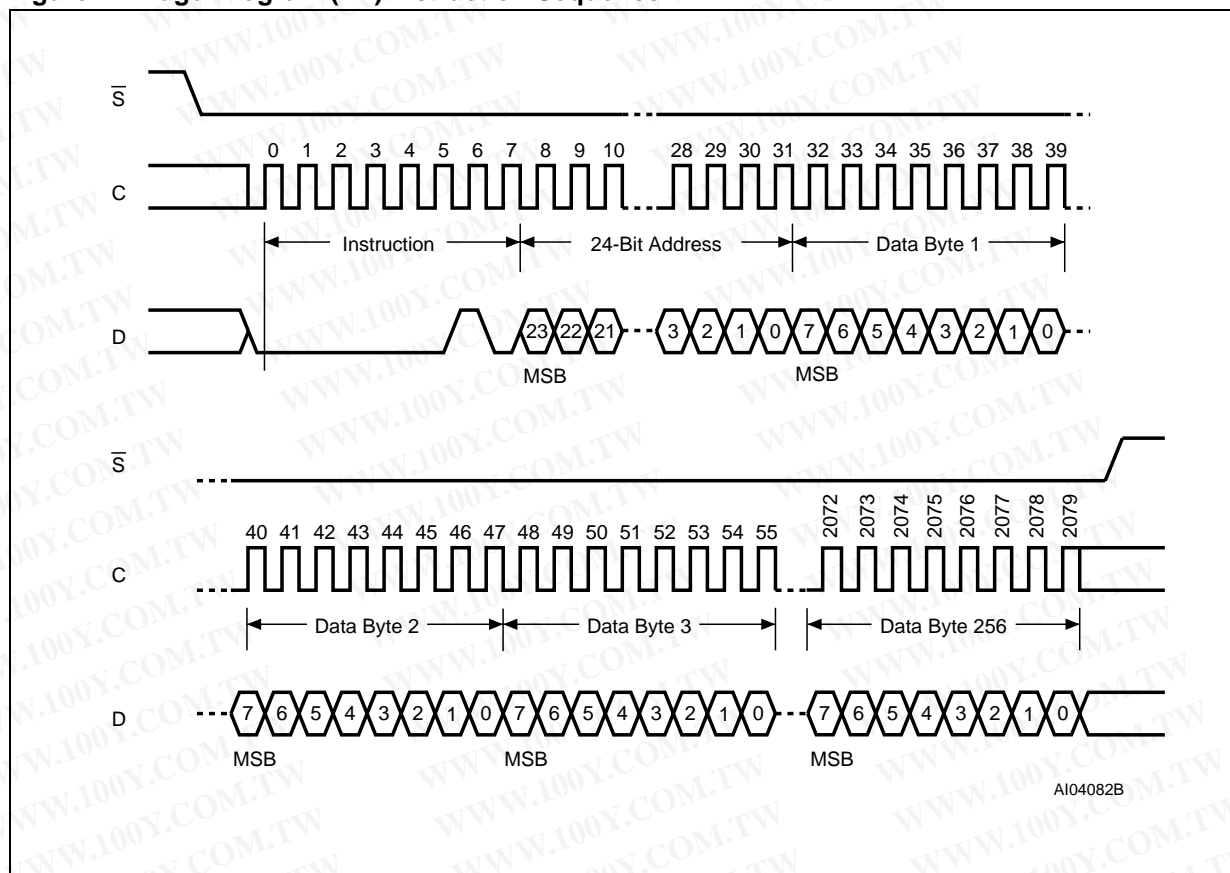 S
0 1 2 3 4 5 6 7 8 9 10 28 29 30 31 32 33 34 35 36 37 38 39
C
Instruction 24-Bit Address Data Byte 1
D 23 22 21 3 2 1 0 7 6 5 4 3 2 1 0
MSB MSB
S
2072 2073 2074 2075 2076 2077 2078 2079
40 41 42 43 44 45 46 47 48 49 50 51 52 53 54 55
C
Data Byte 2 Data Byte 3 Data Byte 256
D 7 6 5 4 3 2 1 0 7 6 5 4 3 2 1 0 7 6 5 4 3 2 1 0
MSB MSB MSB
AI04082B
WWW.100Y.COM.TW